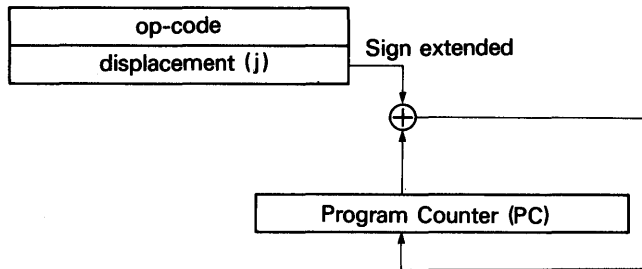 op-code
displacement (j)
Sign extended
Program Counter (PC)